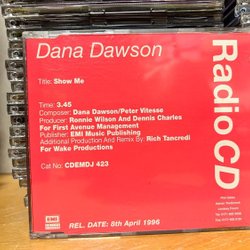 Dana Dawson
Radio CD
Title: Show Me
Time: 3.45
Composer: Dana Dawson/Peter Vitesse
Producer: Ronnie Wilson And Dennis Charles
For First Avenue Management
Publisher: EMI Music Publishing
Additional Production And Remix By: Rich Tancredi
For Wake Productions
Cat No: CDEMDJ 423
EMI
REL. DATE: 8th April 1996